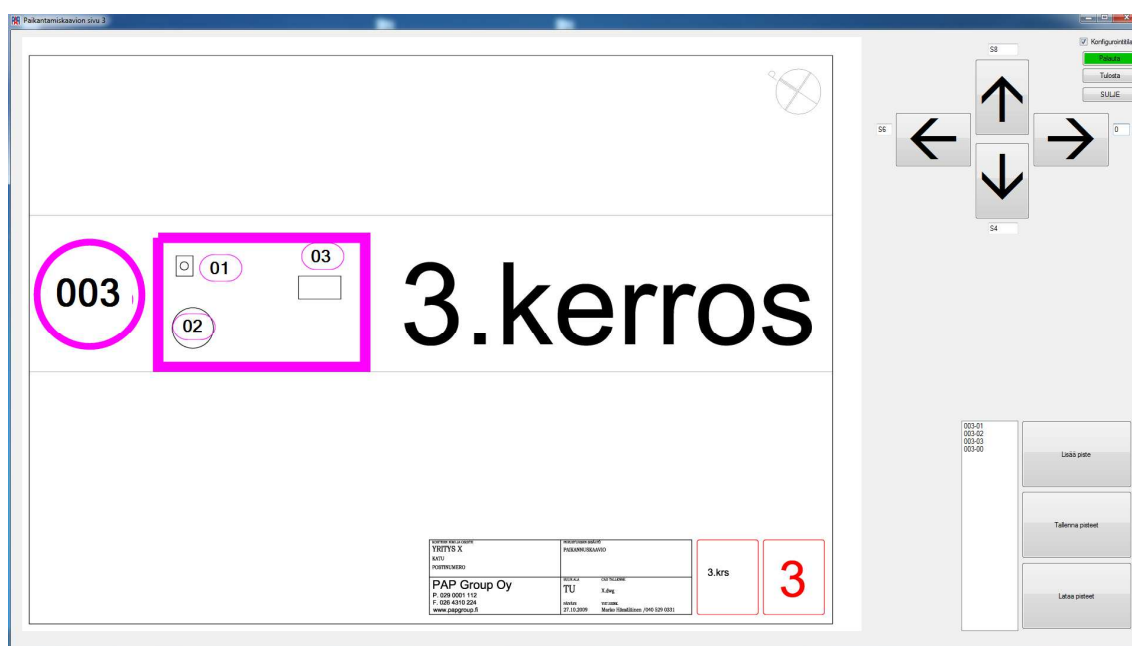 Paikantamiskaavion sivu 3
Konfigurointitila
Palauta
Tulosta
SULJE
S8
S6
0
S4
P
003
01
02
03
3.kerros
003-01
003-02
003-03
003-00
Lisää piste
Tallenna pisteet
Lataa pisteet
YRITYS X
KATU
POSTINUMERO
PAIKANNUSKAAVIO
PAP Group Oy
P. 029 0001 112
F. 026 4310 224
www.papgroup.fi
TU
X.dwg
27.10.2009
3.krs
3